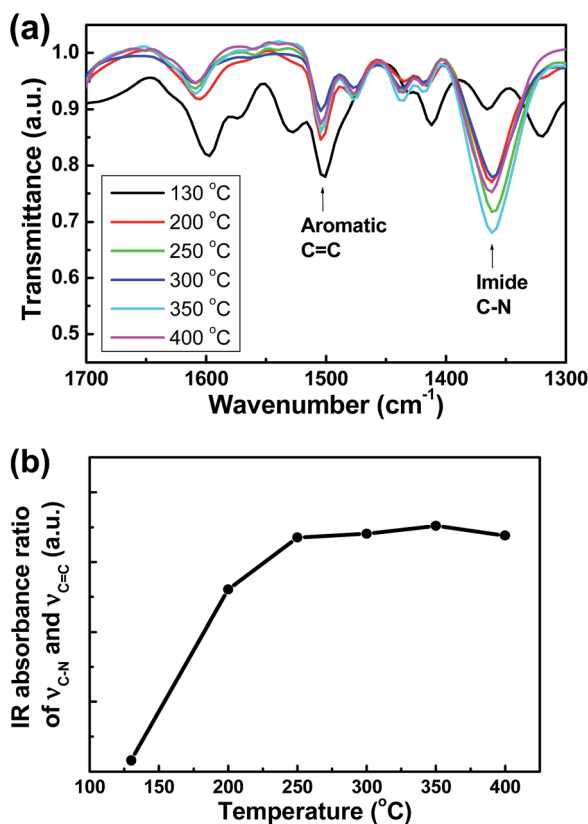 (a)
Transmittance (a.u.)
1.0
0.9
0.8
0.7
0.6
0.5
130 °C
200 °C
250 °C
300 °C
350 °C
400 °C
Aromatic
C=C
Imide
C-N
1700 1600 1500 1400 1300
Wavenumber (cm⁻¹)
(b)
IR absorbance ratio
of νC-N and νC=C (a.u.)
100 150 200 250 300 350 400
Temperature (°C)